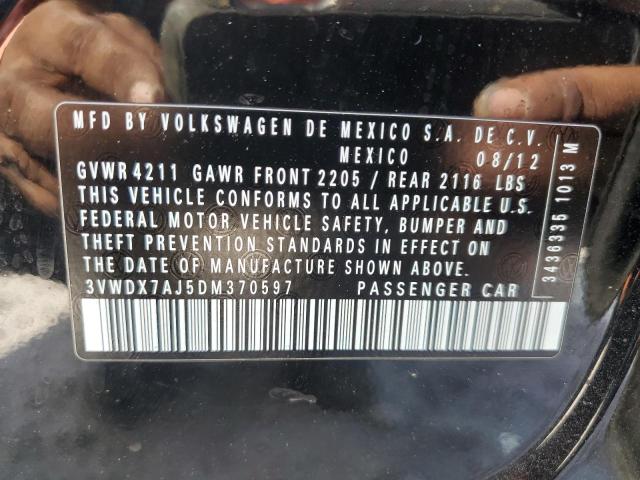 MFD BY VOLKSWAGEN DE MEXICO S.A. DE C.V.
MEXICO 08/12
GVWR 4211 GAWR FRONT 2205 / REAR 2116 LBS
THIS VEHICLE CONFORMS TO ALL APPLICABLE U.S.
FEDERAL MOTOR VEHICLE SAFETY, BUMPER AND
THEFT PREVENTION STANDARDS IN EFFECT ON
THE DATE OF MANUFACTURE SHOWN ABOVE.
3VWDX7AJ5DM370597 PASSENGER CAR
3436335 1013 M